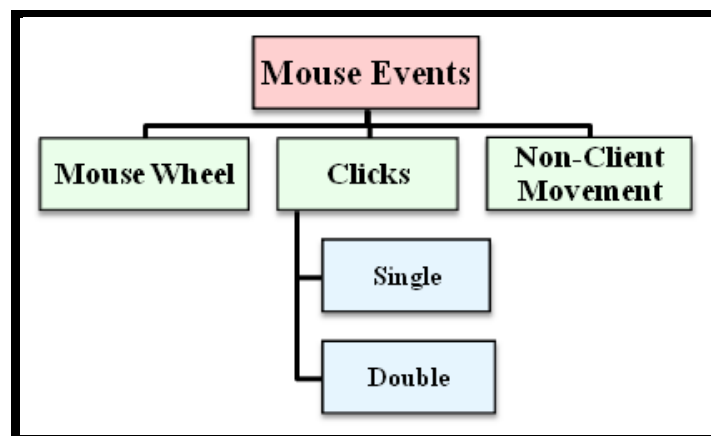 Mouse Events
Mouse Wheel
Clicks
Non-Client
Movement
Single
Double